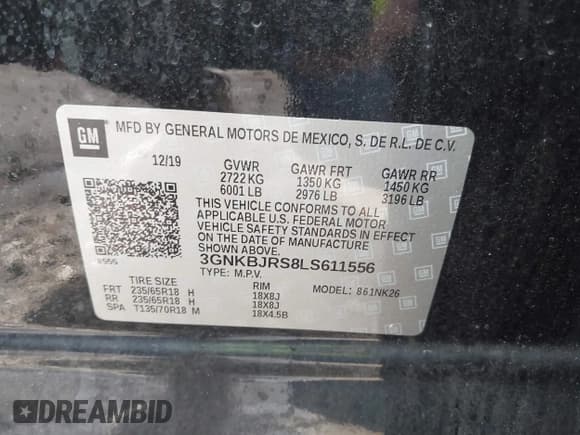 GM
MFD BY GENERAL MOTORS DE MEXICO, S. DE R.L. DE C.V.
12/19 GVWR GAWR FRT GAWR RR
2722 KG 1350 KG 1450 KG
6001 LB 2976 LB 3196 LB
THIS VEHICLE CONFORMS TO ALL
APPLICABLE U.S. FEDERAL MOTOR
VEHICLE SAFETY STANDARDS IN EFFECT
ON THE DATE OF MANUFACTURE
SHOWN ABOVE.
3GNKBJRS8LS611556
TYPE: M.P.V. MODEL: 861NK26
TIRE SIZE RIM
FRT 235/65R18 H 18X8J
RR 235/65R18 H 18X8J
SPA T135/70R18 M 18X4.5B
DREAMBID